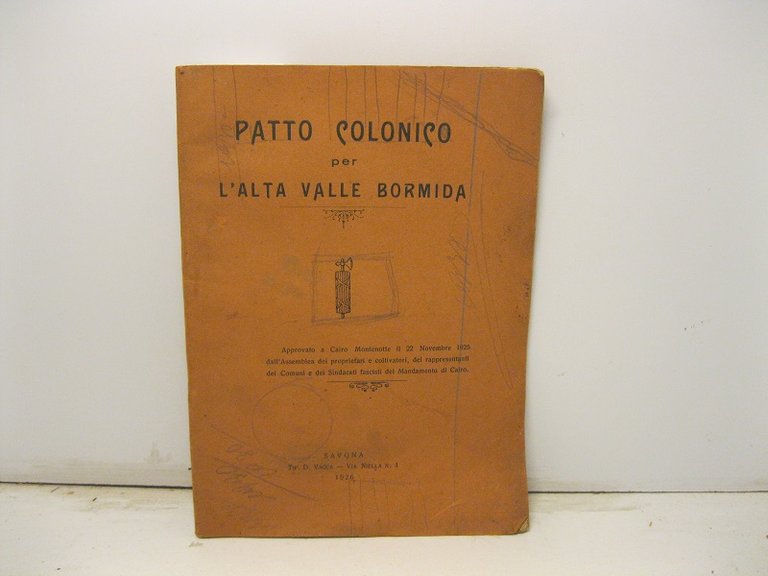 PATTO COLONICO
per
L'ALTA VALLE BORMIDA
Approvato a Cairo Montenotte il 22 Novembre 1925
dall'Assemblea dei proprietari e coltivatori, dei rappresentanti
dei Comuni e dei Sindacati fascisti del Mandamento di Cairo.
SAVONA
Tip. D. Vacca — Via Niella N. 4
1926